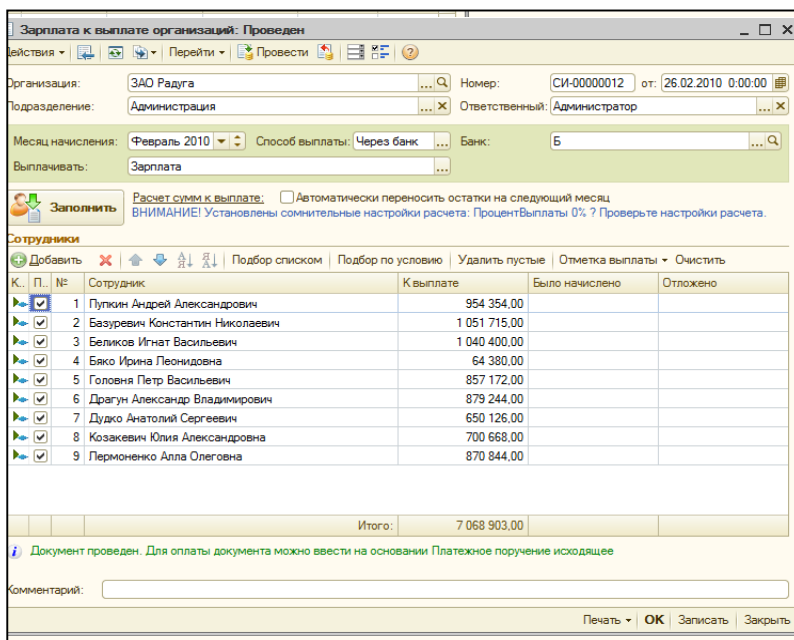 Зарплата к выплате организаций: Проведен
Действия Перейти Провести
Организация: ЗАО Радуга ... Номер: СИ-00000012 от: 26.02.2010 0:00:00
Подразделение: Администрация ... Ответственный: Администратор ...
Месяц начисления: Февраль 2010 Способ выплаты: Через банк ... Банк: Б ...
Выплачивать: Зарплата ...
Заполнить Расчет сумм к выплате: Автоматически переносить остатки на следующий месяц
ВНИМАНИЕ! Установлены сомнительные настройки расчета: ПроцентВыплаты 0% ? Проверьте настройки расчета.
Сотрудники
Добавить Подбор списком Подбор по условию Удалить пустые Отметка выплаты Очистить
К.. П.. № Сотрудник К выплате Было начислено Отложено
1 Пупкин Андрей Александрович 954 354,00
2 Базуревич Константин Николаевич 1 051 715,00
3 Беликов Игнат Васильевич 1 040 400,00
4 Бяко Ирина Леонидовна 64 380,00
5 Головня Петр Васильевич 857 172,00
6 Драгун Александр Владимирович 879 244,00
7 Дудко Анатолий Сергеевич 650 126,00
8 Козакевич Юлия Александровна 700 668,00
9 Пермоненко Алла Олеговна 870 844,00
Итого: 7 068 903,00
Документ проведен. Для оплаты документа можно ввести на основании Платежное поручение исходящее
Комментарий:
Печать OK Записать Закрыть